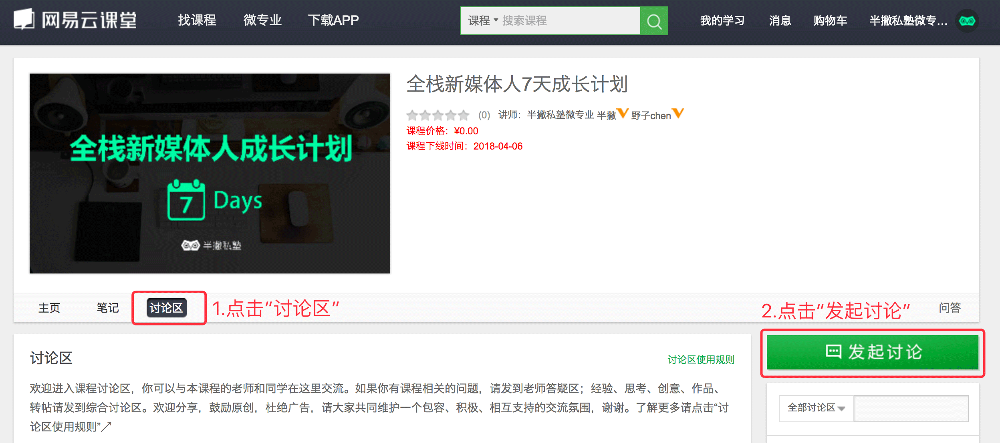 网易云课堂 找课程 微专业 下载APP 课程 搜索课程 我的学习 消息 购物车 半撇私塾微专...
全栈新媒体人7天成长计划
(0) 讲师：半撇私塾微专业 半撇 野子chen
课程价格：¥0.00
课程下线时间：2018-04-06
全栈新媒体人成长计划
7 Days
半撇私塾
主页 笔记 讨论区 1.点击“讨论区” 2.点击“发起讨论” 问答
发起讨论
讨论区 讨论区使用规则
欢迎进入课程讨论区，你可以与本课程的老师和同学在这里交流。如果你有课程相关的问题，请发到老师答疑区；经验、思考、创意、作品、
转帖请发到综合讨论区。欢迎分享，鼓励原创，杜绝广告，请大家共同维护一个包容、积极、相互支持的交流氛围，谢谢。了解更多请点击“讨
论区使用规则”↗
全部讨论区